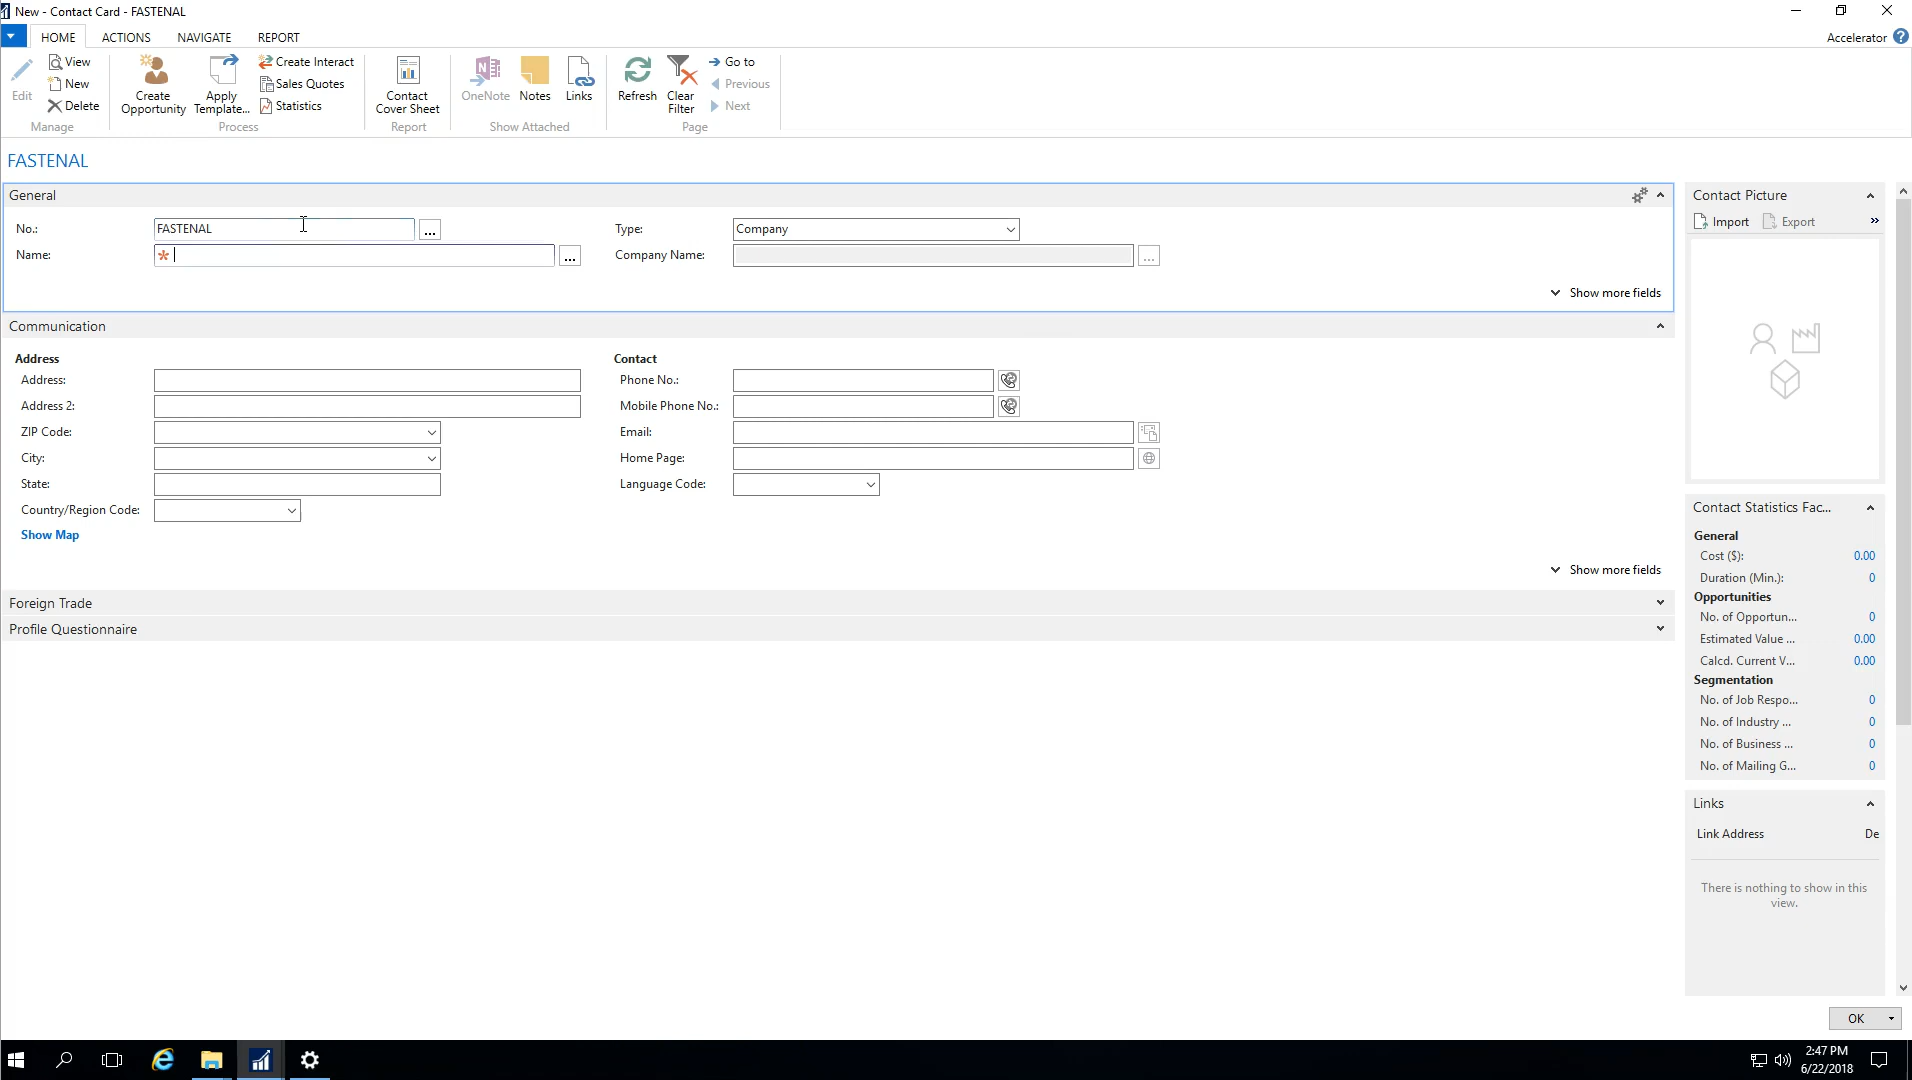 New - Contact Card - FASTENAL
HOME ACTIONS NAVIGATE REPORT
Accelerator ?
Edit
View
New
Delete
Manage
Create Opportunity
Apply Template...
Create Interact
Sales Quotes
Statistics
Process
Contact Cover Sheet
Report
OneNote
Notes
Links
Show Attached
Refresh
Clear Filter
Go to
Previous
Next
Page
FASTENAL
General
No.: FASTENAL ... Type: Company
Name: * ... Company Name: ...
Show more fields
Communication
Address
Address:
Address 2:
ZIP Code:
City:
State:
Country/Region Code:
Show Map
Contact
Phone No.:
Mobile Phone No.:
Email:
Home Page:
Language Code:
Show more fields
Foreign Trade
Profile Questionnaire
Contact Picture
Import Export »
Contact Statistics Fac...
General
Cost ($): 0.00
Duration (Min.): 0
Opportunities
No. of Opportun... 0
Estimated Value ... 0.00
Calcd. Current V... 0.00
Segmentation
No. of Job Respo... 0
No. of Industry ... 0
No. of Business ... 0
No. of Mailing G... 0
Links
Link Address De
There is nothing to show in this
view.
OK
2:47 PM
6/22/2018